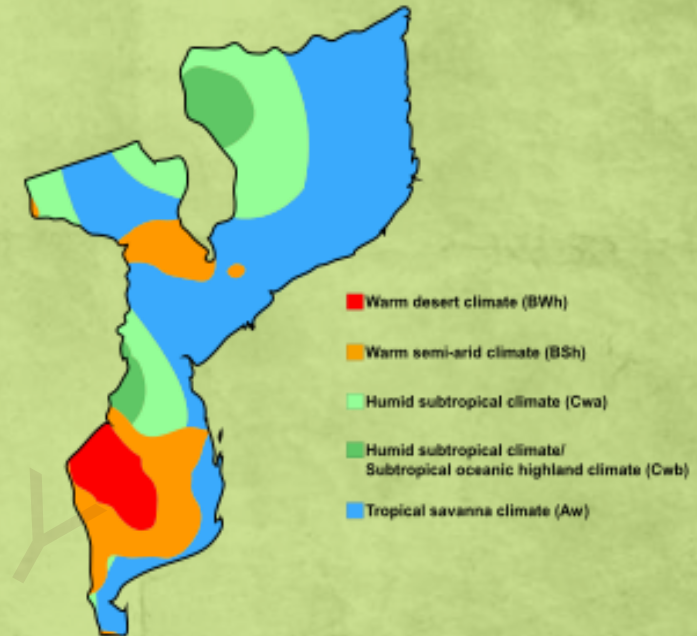 Warm desert climate (BWh)
Warm semi-arid climate (BSh)
Humid subtropical climate (Cwa)
Humid subtropical climate/
Subtropical oceanic highland climate (Cwb)
Tropical savanna climate (Aw)